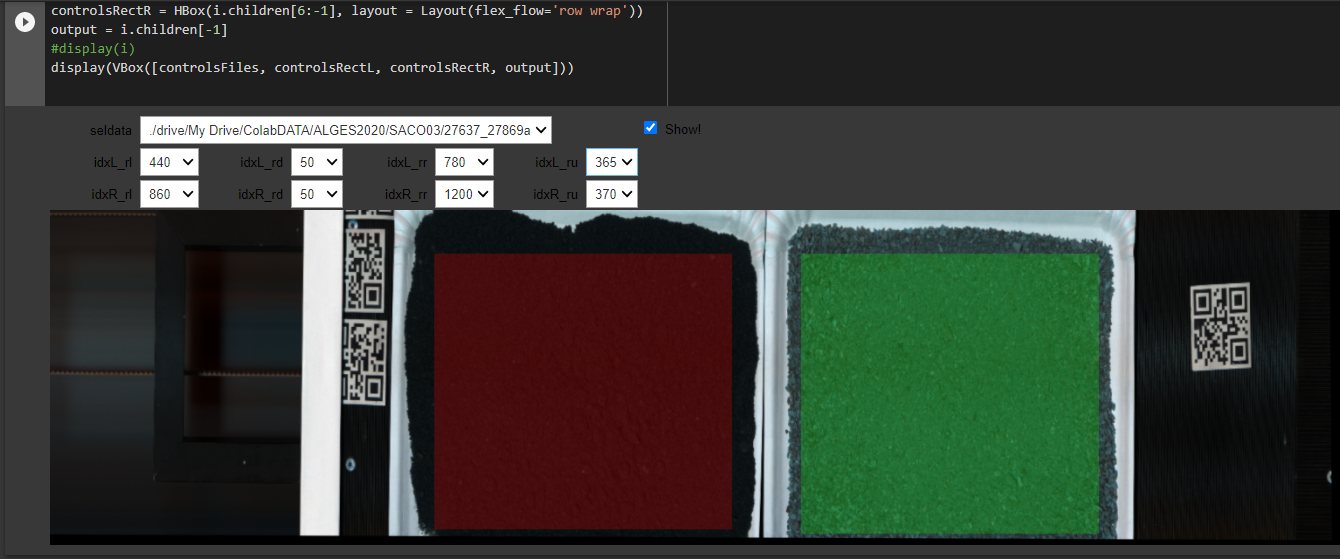 controlsRectR = HBox(i.children[6:-1], layout = Layout(flex_flow='row wrap'))
output = i.children[-1]
#display(i)
display(VBox([controlsFiles, controlsRectL, controlsRectR, output]))
seldata ./drive/My Drive/ColabDATA/ALGES2020/SACO03/27637_27869a Show!
idxL_rl 440 idxL_rd 50 idxL_rr 780 idxL_ru 365
idxR_rl 860 idxR_rd 50 idxR_rr 1200 idxR_ru 370